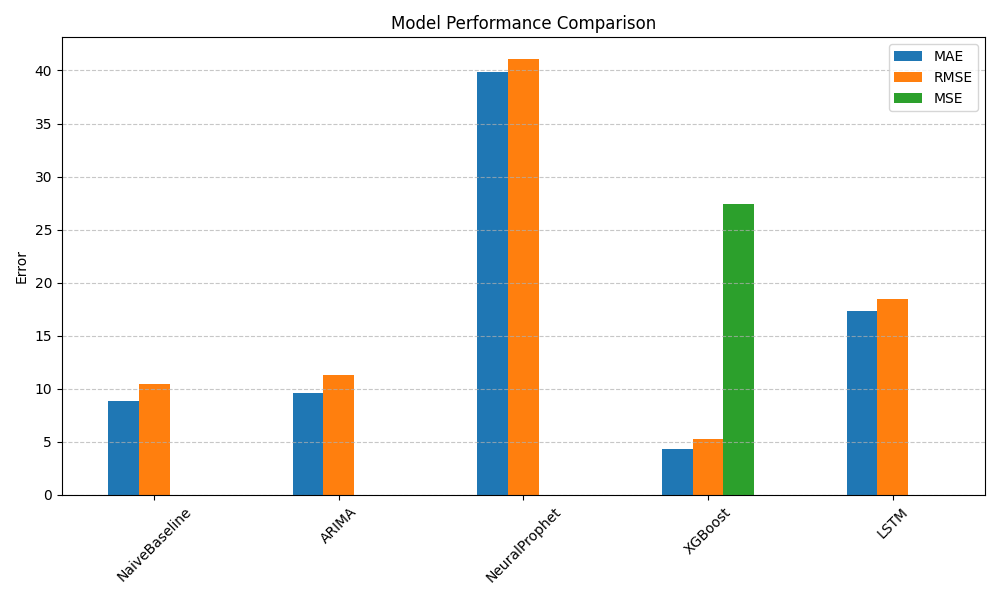 Model Performance Comparison
MAE
RMSE
MSE
Error
40
35
30
25
20
15
10
5
0
NaiveBaseline
ARIMA
NeuralProphet
XGBoost
LSTM